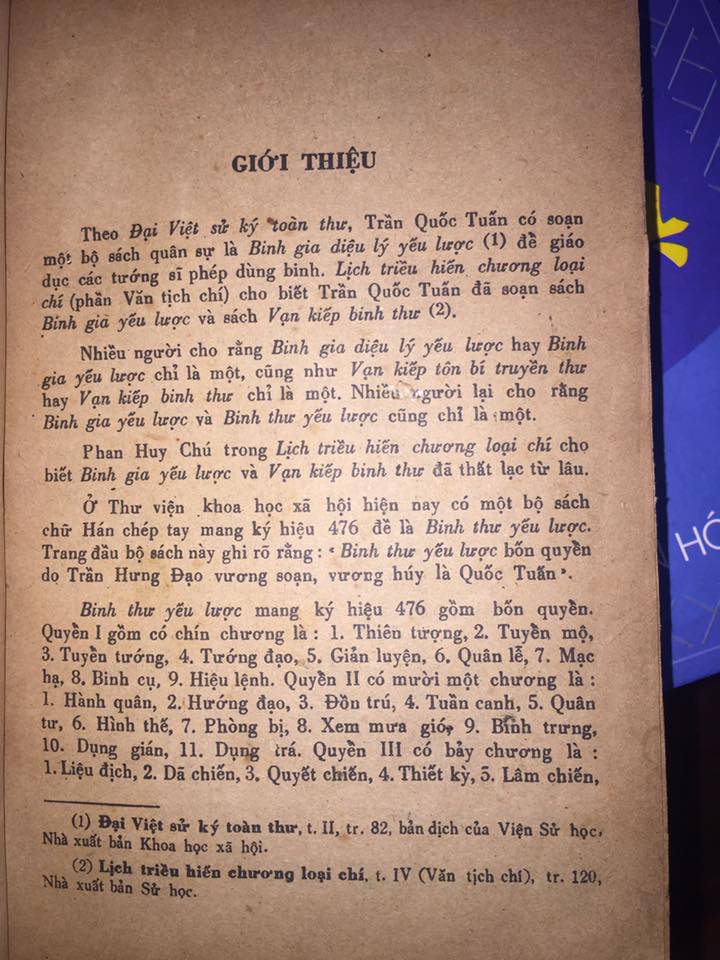 GIỚI THIỆU
Theo Đại Việt sử ký toàn thư, Trần Quốc Tuấn có soạn
một bộ sách quân sự là Binh gia diệu lý yếu lược (1) để giáo
dục các tướng sĩ phép dùng binh. Lịch triều hiến chương loại
chí (phần Văn tịch chí) cho biết Trần Quốc Tuấn đã soạn sách
Binh gia yếu lược và sách Vạn kiếp binh thư (2).
Nhiều người cho rằng Binh gia diệu lý yếu lược hay Binh
gia yếu lược chỉ là một, cũng như Vạn kiếp tôn bí truyền thư
hay Vạn kiếp binh thư chỉ là một. Nhiều người lại cho rằng
Binh gia yếu lược và Binh thư yếu lược cũng chỉ là một.
Phan Huy Chú trong Lịch triều hiến chương loại chí cho
biết Binh gia yếu lược và Vạn kiếp binh thư đã thất lạc từ lâu.
Ở Thư viện khoa học xã hội hiện nay có một bộ sách
chữ Hán chép tay mang ký hiệu 476 đề là Binh thư yếu lược.
Trang đầu bộ sách này ghi rõ rằng : « Binh thư yếu lược bốn quyển
do Trần Hưng Đạo vương soạn, vương húy là Quốc Tuấn ».
Binh thư yếu lược mang ký hiệu 476 gồm bốn quyển.
Quyển I gồm có chín chương là : 1. Thiên tượng, 2. Tuyển mộ,
3. Tuyển tướng, 4. Tướng đạo, 5. Giản luyện, 6. Quân lễ, 7. Mạc
hạ, 8. Binh cụ, 9. Hiệu lệnh. Quyển II có mười một chương là :
1. Hành quân, 2. Hướng đạo, 3. Đồn trú, 4. Tuần canh, 5. Quân
tư, 6. Hình thế, 7. Phòng bị, 8. Xem mưa gió, 9. Binh trưng,
10. Dụng gián, 11. Dụng trá. Quyển III có bảy chương là :
1. Liệu địch, 2. Dã chiến, 3. Quyết chiến, 4. Thiết kỳ, 5. Lâm chiến,
(1) Đại Việt sử ký toàn thư, t. II, tr. 82, bản dịch của Viện Sử học,
Nhà xuất bản Khoa học xã hội.
(2) Lịch triều hiến chương loại chí, t. IV (Văn tịch chí), tr. 120,
Nhà xuất bản Sử học.
HÓ